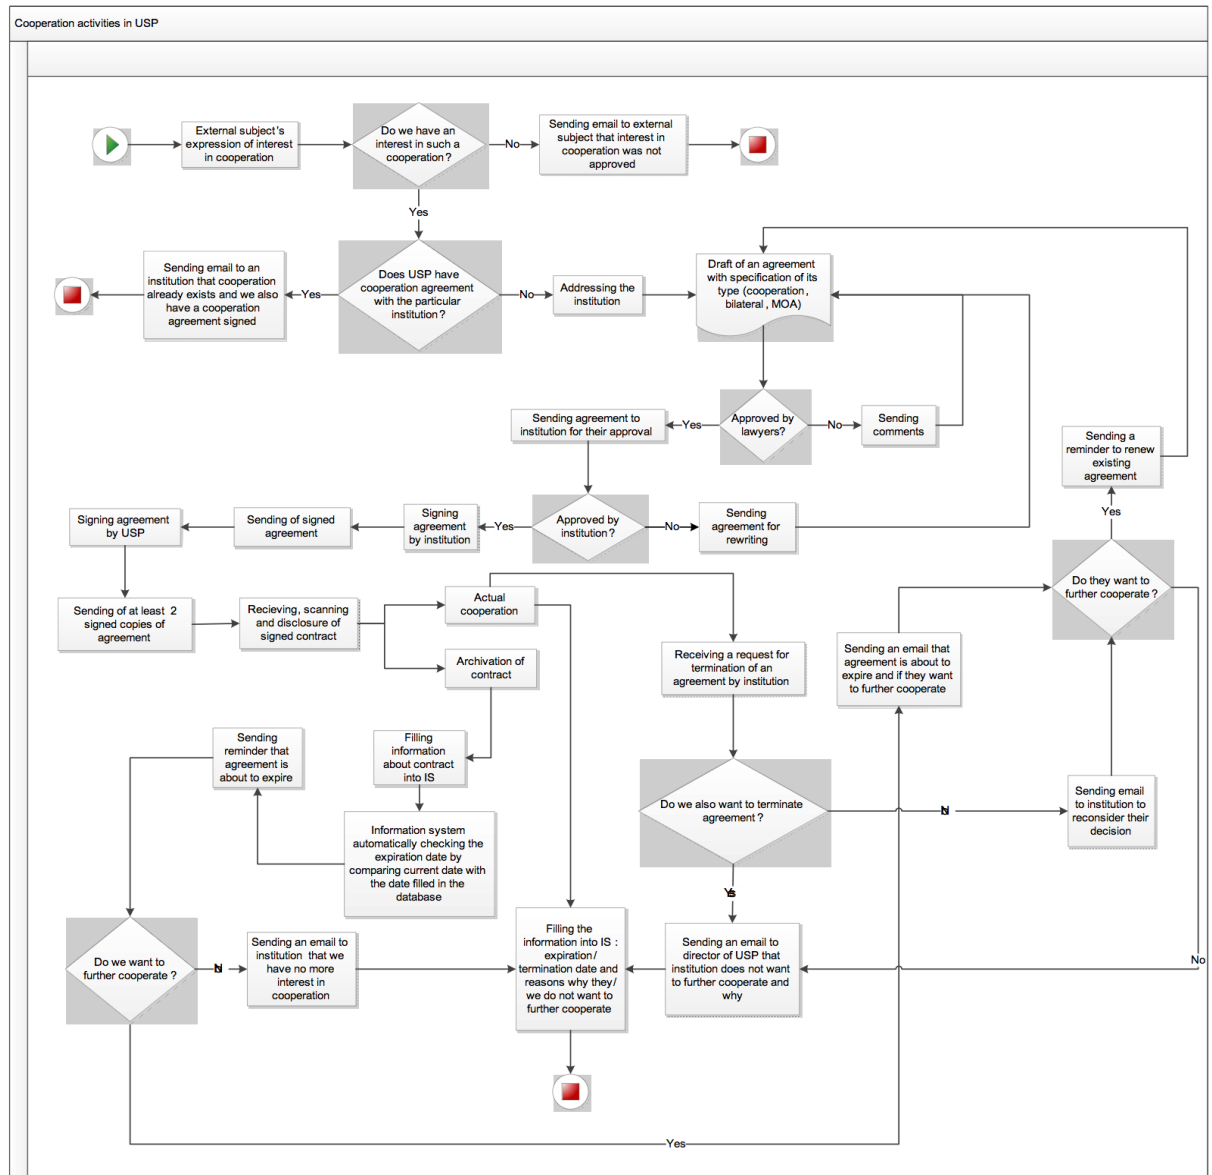 Cooperation activities in USP
External subject's
expression of interest
in cooperation
Do we have an
interest in such a
cooperation?
No
Sending email to external
subject that interest in
cooperation was not
approved
Yes
Sending email to an
institution that cooperation
already exists and we also
have a cooperation
agreement signed
Yes
Does USP have
cooperation agreement
with the particular
institution?
No
Addressing the
institution
Draft of an agreement
with specification of its
type (cooperation,
bilateral, MOA)
Sending agreement to
institution for their approval
Yes
Approved by
lawyers?
No
Sending
comments
Sending a
reminder to renew
existing
agreement
Yes
Signing agreement
by USP
Sending of signed
agreement
Signing
agreement
by institution
Yes
Approved by
institution?
No
Sending
agreement for
rewriting
Do they want to
further cooperate?
Sending of at least 2
signed copies of
agreement
Recieving, scanning
and disclosure of
signed contract
Actual
cooperation
Archivation of
contract
Receiving a request for
termination of an
agreement by institution
Sending an email that
agreement is about to
expire and if they want
to further cooperate
Sending
reminder that
agreement is
about to expire
Filling
information
about contract
into IS
Information system
automatically checking the
expiration date by
comparing current date with
the date filled in the
database
Do we also want to terminate
agreement?
Sending email
to institution to
reconsider their
decision
Do we want to
further cooperate?
Sending an email to
institution that we
have no more
interest in
cooperation
Filling the
information into IS :
expiration/
termination date and
reasons why they/
we do not want to
further cooperate
Sending an email to
director of USP that
institution does not want
to further cooperate and
why
No
Yes